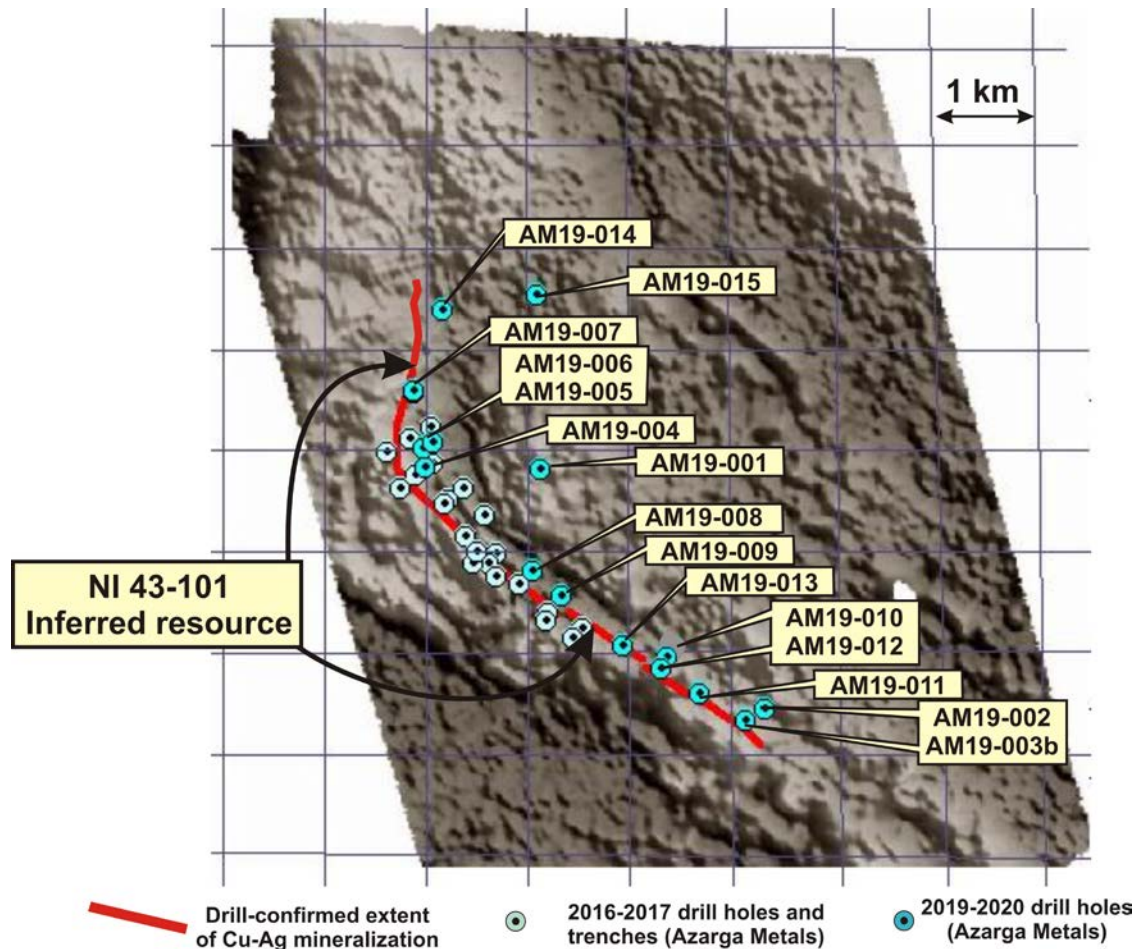 1 km
AM19-014
AM19-015
AM19-007
AM19-006
AM19-005
AM19-004
AM19-001
AM19-008
AM19-009
AM19-013
NI 43-101
Inferred resource
AM19-010
AM19-012
AM19-011
AM19-002
AM19-003b
Drill-confirmed extent
of Cu-Ag mineralization
2016-2017 drill holes and
trenches (Azarga Metals)
2019-2020 drill holes
(Azarga Metals)